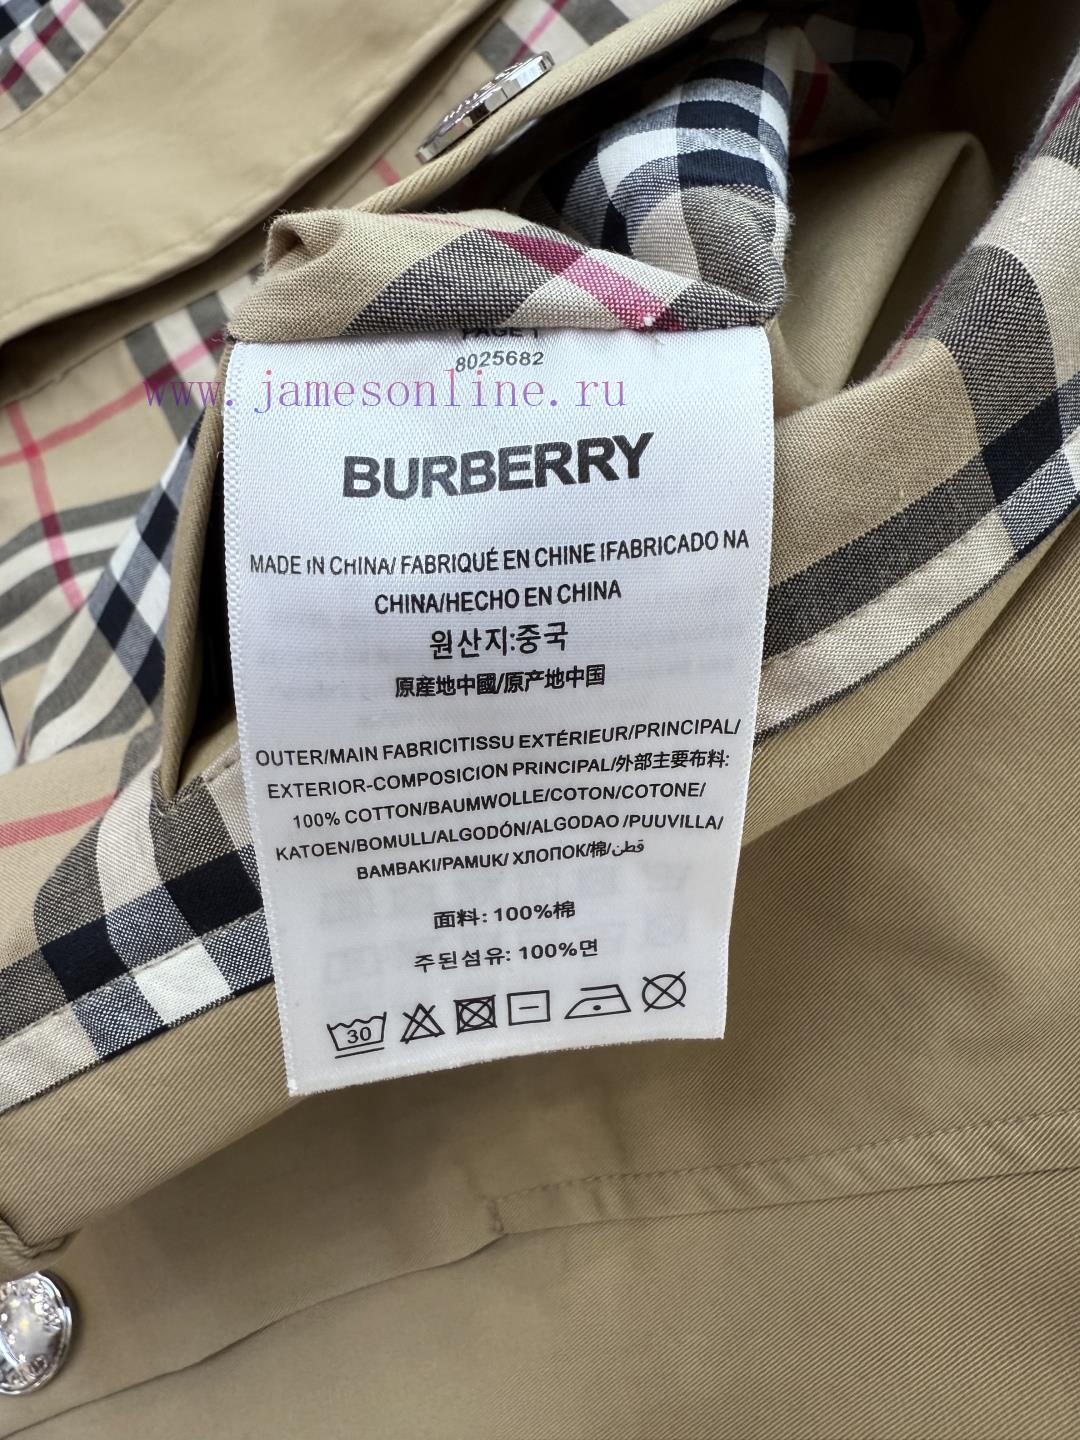 PAGE 1
8025682
www.jamesonline.ru
BURBERRY
MADE IN CHINA/ FABRIQUÉ EN CHINE IFABRICADO NA
CHINA/HECHO EN CHINA
원산지:중국
原産地中國/原产地中国
OUTER/MAIN FABRICITISSU EXTÉRIEUR/PRINCIPAL/
EXTERIOR-COMPOSICION PRINCIPAL/外部主要布料:
100% COTTON/BAUMWOLLE/COTON/COTONE/
KATOEN/BOMULL/ALGODÓN/ALGODAO /PUUVILLA/
BAMBAKI/PAMUK/ ХЛОПОК/棉/قطن
面料: 100%棉
주된섬유: 100%면
30